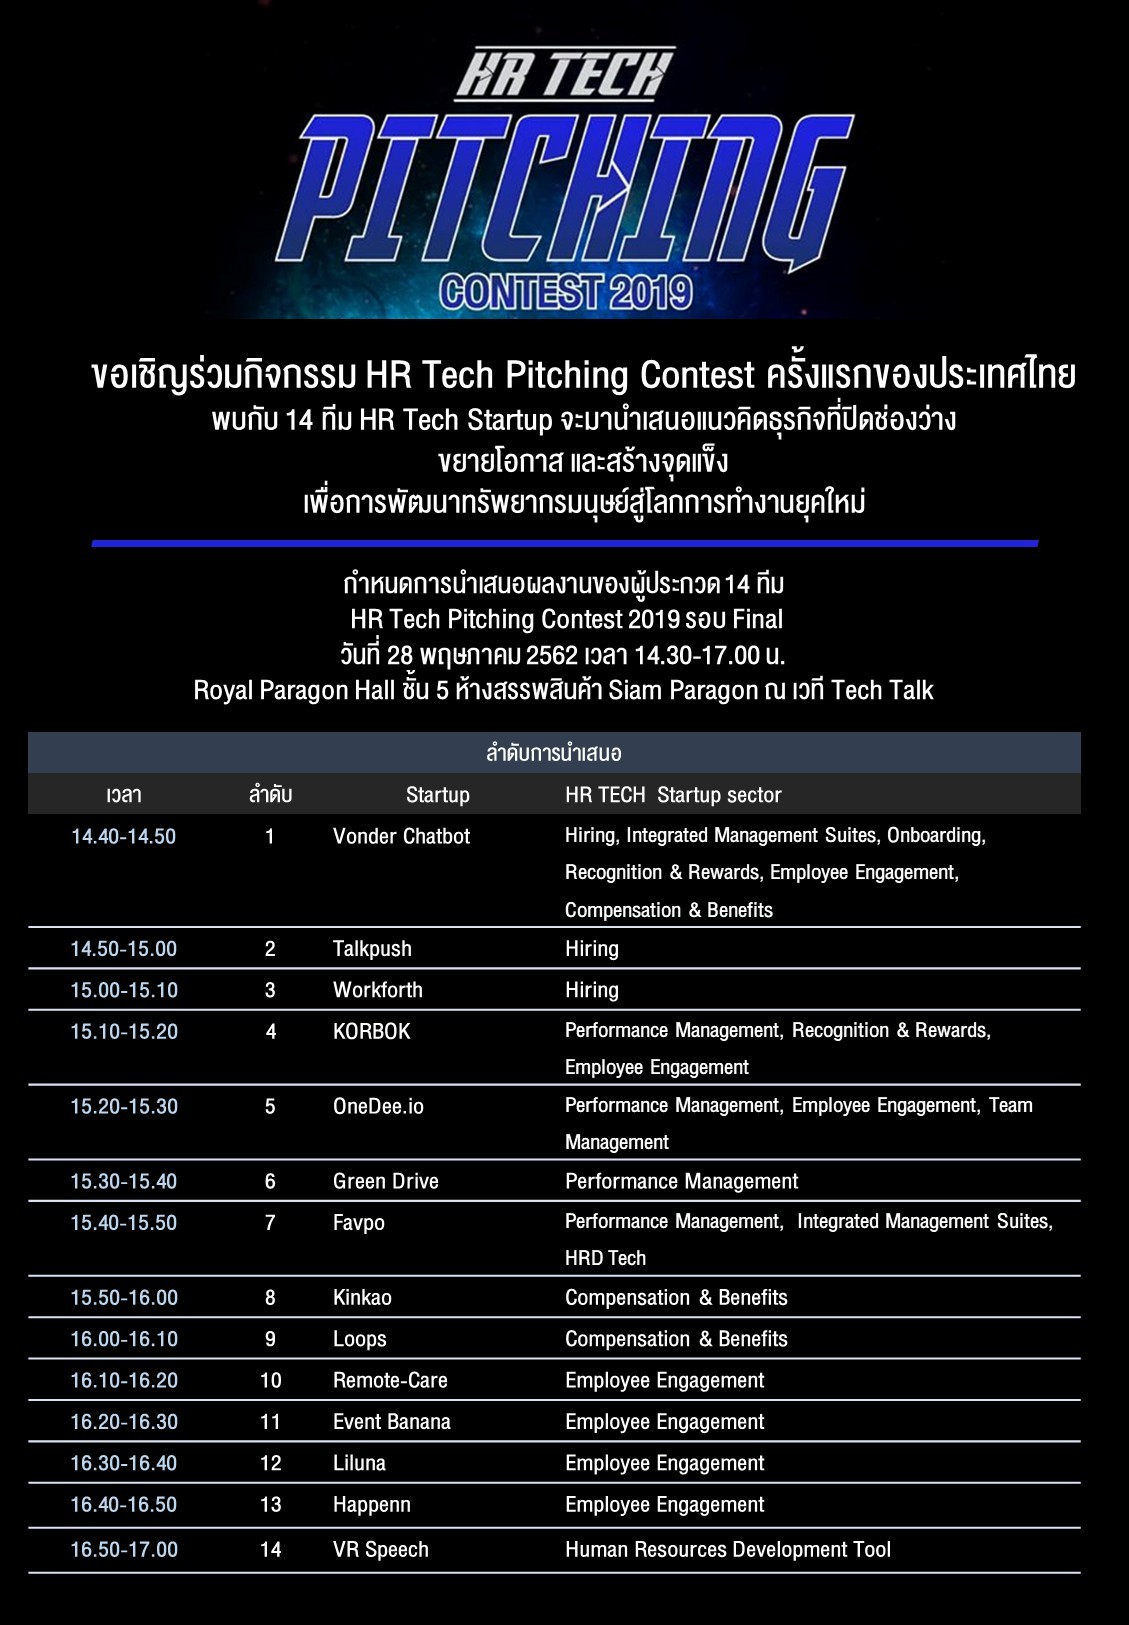 HR TECH
PITCHING
CONTEST 2019
ขอเชิญร่วมกิจกรรม HR Tech Pitching Contest ครั้งแรกของประเทศไทย
พบกับ 14 ทีม HR Tech Startup จะมานำเสนอแนวคิดธุรกิจที่ปิดช่องว่าง
ขยายโอกาส และสร้างจุดแข็ง
เพื่อการพัฒนาทรัพยากรมนุษย์สู่โลกการทำงานยุคใหม่
กำหนดการนำเสนอผลงานของผู้ประกวด 14 ทีม
HR Tech Pitching Contest 2019 รอบ Final
วันที่ 28 พฤษภาคม 2562 เวลา 14.30-17.00 น.
Royal Paragon Hall ชั้น 5 ห้างสรรพสินค้า Siam Paragon ณ เวที Tech Talk
ลำดับการนำเสนอ
เวลา ลำดับ Startup HR TECH Startup sector
14.40-14.50 1 Vonder Chatbot Hiring, Integrated Management Suites, Onboarding,
Recognition & Rewards, Employee Engagement,
Compensation & Benefits
14.50-15.00 2 Talkpush Hiring
15.00-15.10 3 Workforth Hiring
15.10-15.20 4 KORBOK Performance Management, Recognition & Rewards,
Employee Engagement
15.20-15.30 5 OneDee.io Performance Management, Employee Engagement, Team
Management
15.30-15.40 6 Green Drive Performance Management
15.40-15.50 7 Favpo Performance Management, Integrated Management Suites,
HRD Tech
15.50-16.00 8 Kinkao Compensation & Benefits
16.00-16.10 9 Loops Compensation & Benefits
16.10-16.20 10 Remote-Care Employee Engagement
16.20-16.30 11 Event Banana Employee Engagement
16.30-16.40 12 Liluna Employee Engagement
16.40-16.50 13 Happenn Employee Engagement
16.50-17.00 14 VR Speech Human Resources Development Tool